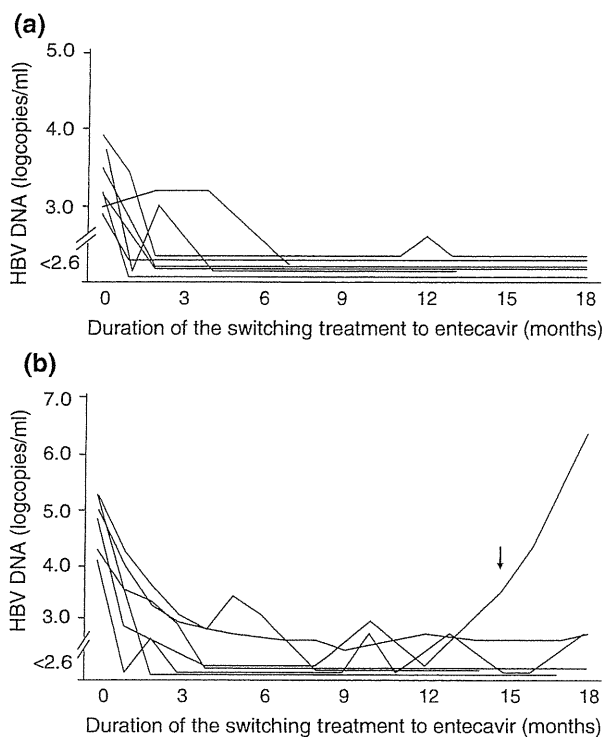 (a)
HBV DNA (logcopies/ml)
5.0
4.0
3.0
<2.6
0 3 6 9 12 15 18
Duration of the switching treatment to entecavir (months)
(b)
HBV DNA (logcopies/ml)
7.0
6.0
5.0
4.0
3.0
<2.6
0 3 6 9 12 15 18
Duration of the switching treatment to entecavir (months)